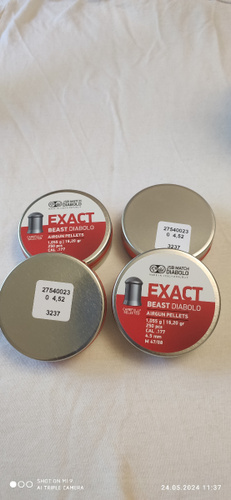 JSB MATCH
DIABOLO
EXACT
BEAST DIABOLO
AIRGUN PELLETS
1,050 g | 16,20 gr
250 pcs
CAL. .177
27540023
0 4,52
3237
27540023
0 4,52
3237
JSB MATCH
DIABOLO
EXACT
BEAST DIABOLO
AIRGUN PELLETS
1,050 g | 16,20 gr
250 pcs
CAL. .177
4,5 mm
SHOT ON MI 9
AI TRIPLE CAMERA
24.05.2024 11:37